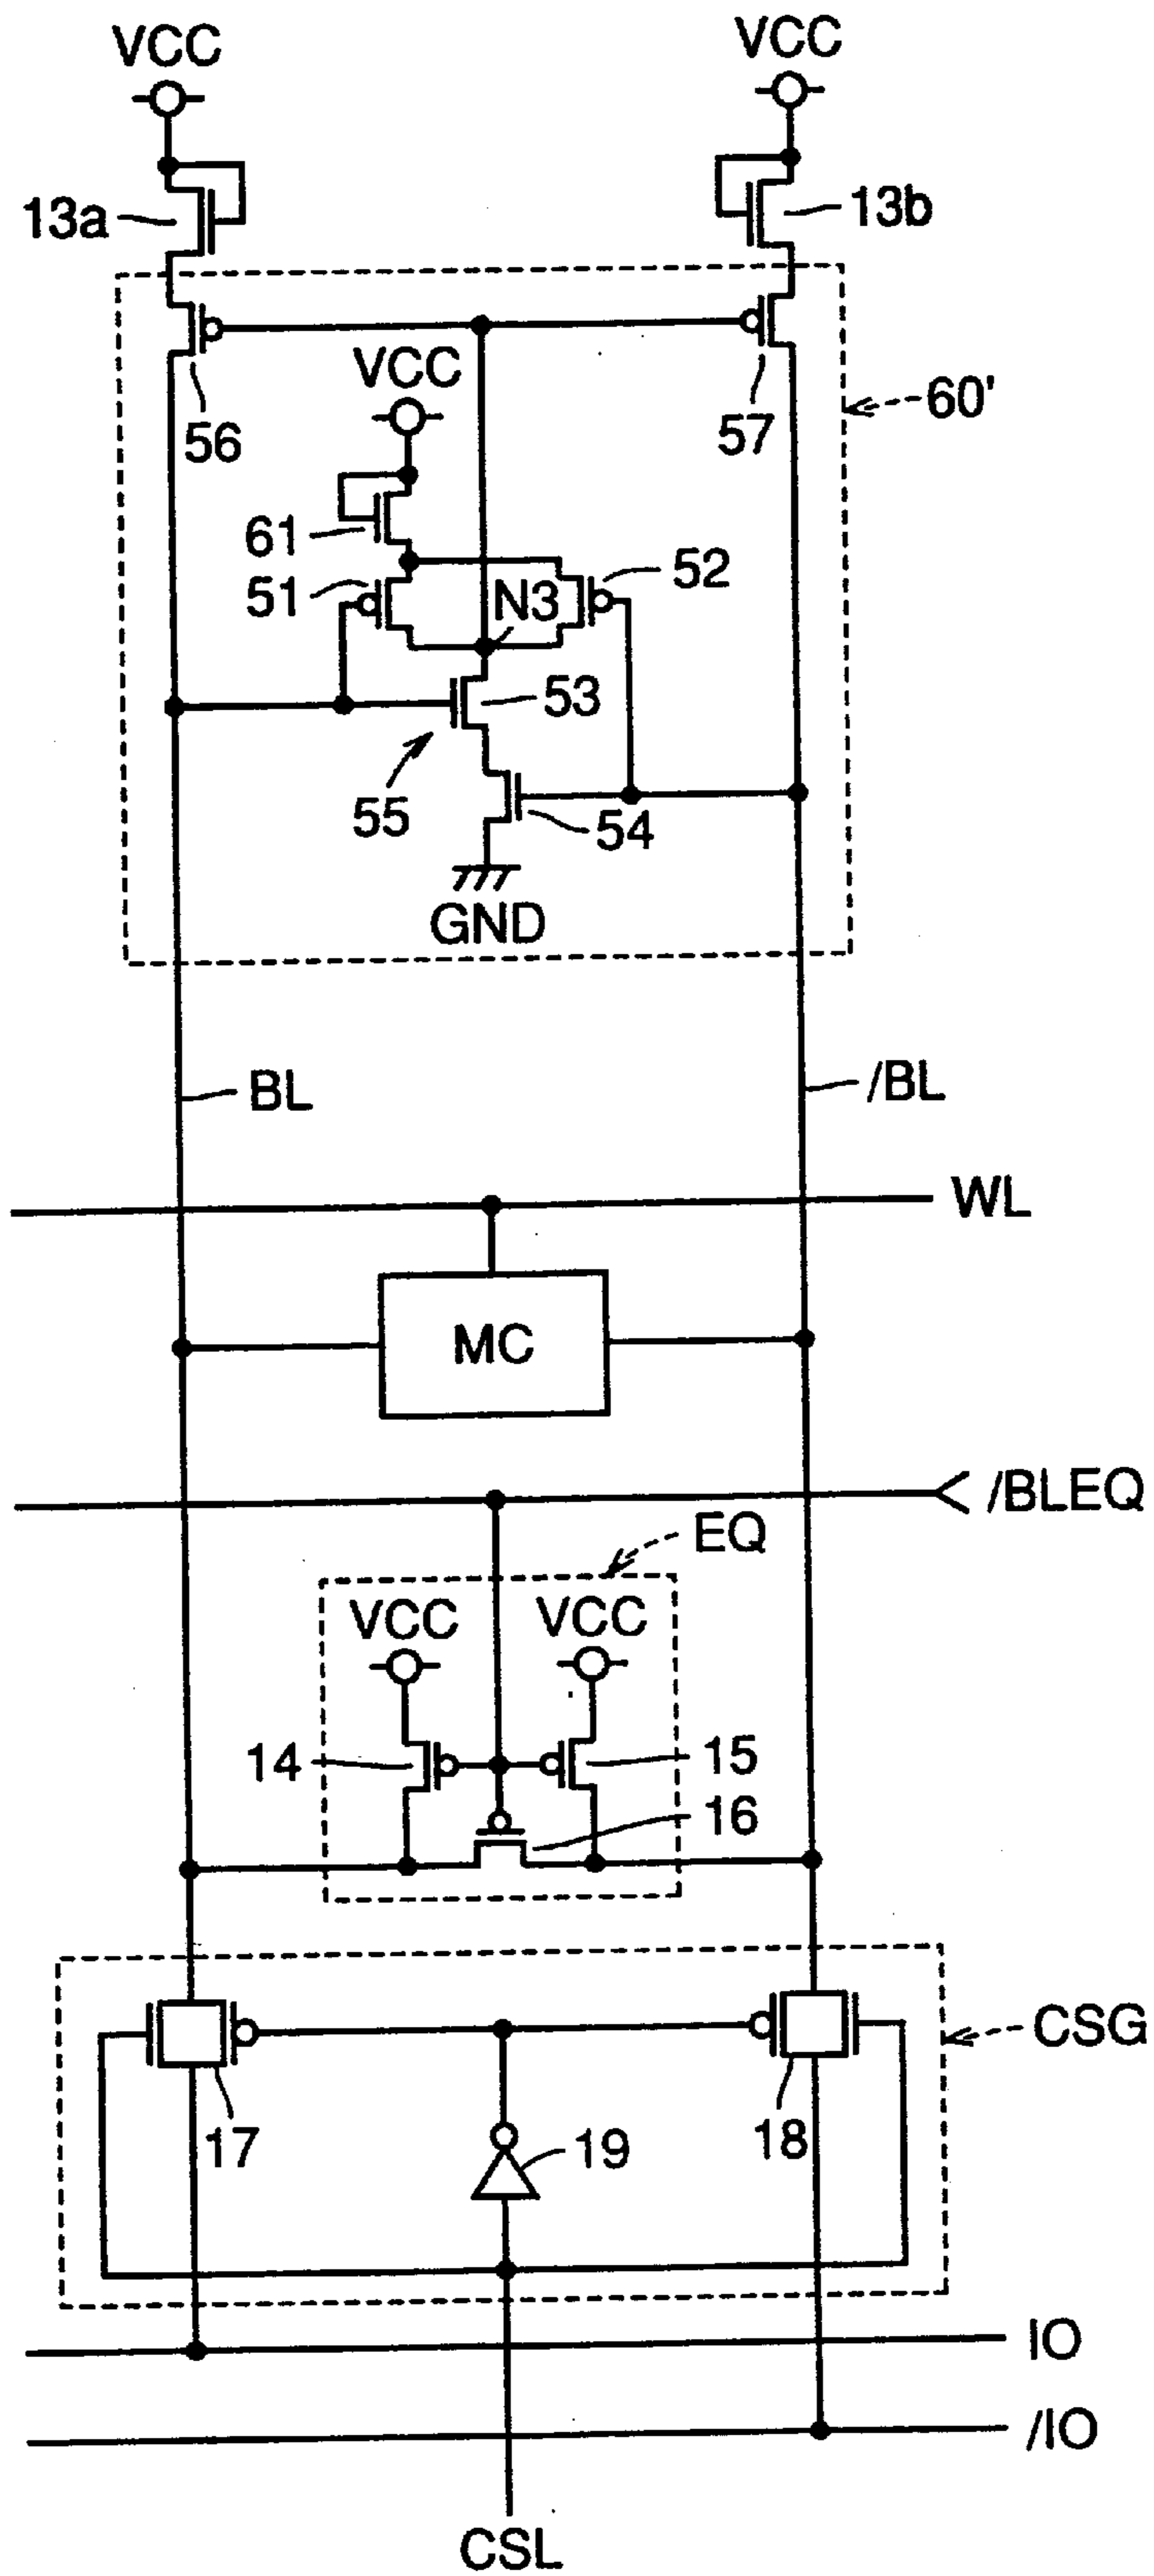 VCC VCC
13a 13b
VCC
56 57 60'
61
51 N3 52
53
55 54
GND
BL /BL
WL
MC
/BLEQ
EQ
VCC VCC
14 15
16
CSG
17 19 18
IO
/IO
CSL